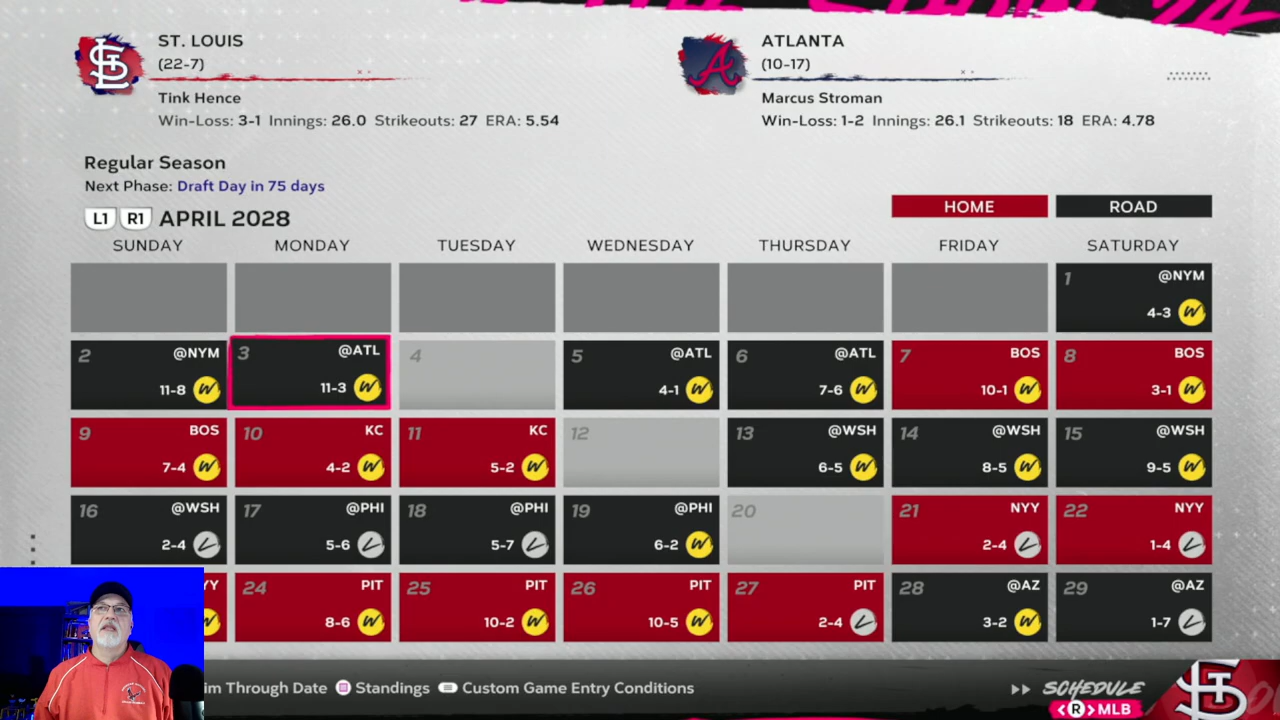 ST. LOUIS
(22-7)
Tink Hence
Win-Loss: 3-1 Innings: 26.0 Strikeouts: 27 ERA: 5.54
ATLANTA
(10-17)
Marcus Stroman
Win-Loss: 1-2 Innings: 26.1 Strikeouts: 18 ERA: 4.78
Regular Season
Next Phase: Draft Day in 75 days
L1 R1 APRIL 2028
HOME ROAD
SUNDAY MONDAY TUESDAY WEDNESDAY THURSDAY FRIDAY SATURDAY
1 @NYM
4-3 W
2 @NYM 3 @ATL 4 5 @ATL 6 @ATL 7 BOS 8 BOS
11-8 W 11-3 W 4-1 W 7-6 W 10-1 W 3-1 W
9 BOS 10 KC 11 KC 12 13 @WSH 14 @WSH 15 @WSH
7-4 W 4-2 W 5-2 W 6-5 W 8-5 W 9-5 W
16 @WSH 17 @PHI 18 @PHI 19 @PHI 20 21 NYY 22 NYY
2-4 L 5-6 L 5-7 L 6-2 W 2-4 L 1-4 L
YY 24 PIT 25 PIT 26 PIT 27 PIT 28 @AZ 29 @AZ
W 8-6 W 10-2 W 10-5 W 2-4 L 3-2 W 1-7 L
im Through Date Standings Custom Game Entry Conditions
SCHEDULE
R MLB